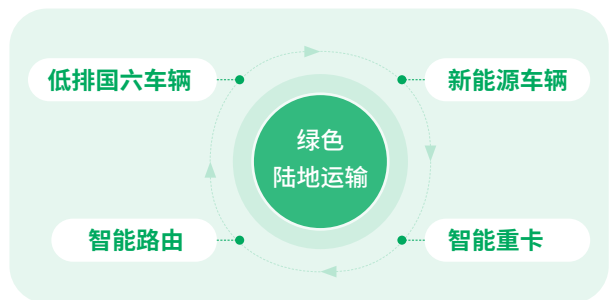 低排国六车辆
新能源车辆
绿色
陆地运输
智能路由
智能重卡